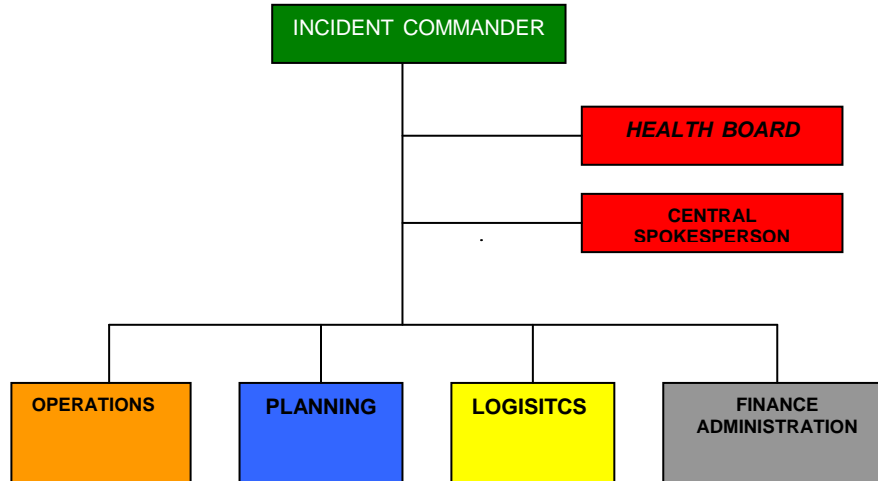 INCIDENT COMMANDER
HEALTH BOARD
CENTRAL
SPOKESPERSON
.
OPERATIONS
PLANNING
LOGISITCS
FINANCE
ADMINISTRATION